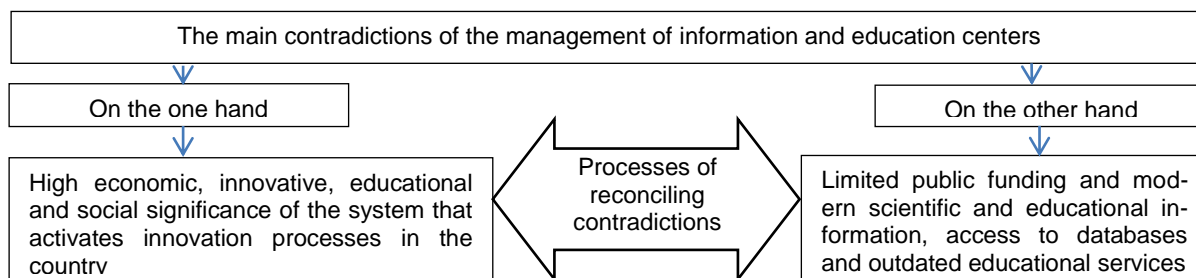 The main contradictions of the management of information and education centers
On the one hand
On the other hand
High economic, innovative, educational
and social significance of the system that
activates innovation processes in the
country
Processes of
reconciling
contradictions
Limited public funding and mod-
ern scientific and educational in-
formation, access to databases
and outdated educational services